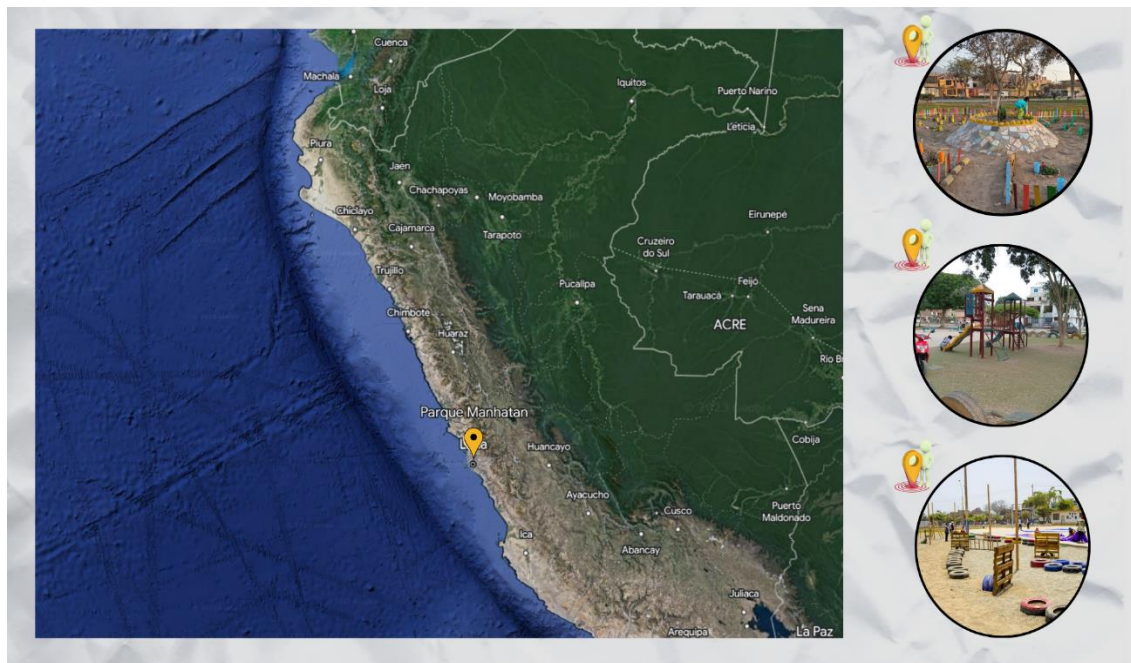 Cuenca
Machala
Loja
Iquitos
Puerto Narino
Leticia
Piura
Jaen
Chachapoyas
Moyobamba
Chiclayo
Cajamarca
Tarapoto
Eirunepé
Cruzeiro
do Sul
Trujillo
Pucallpa
Feijó
Tarauacá
Sena
Madureira
Chimbote
ACRE
Huaraz
Rio B
Parque Manhatan
Cobija
Huancayo
Ayacucho
Cusco
Puerto
Maldonado
Ica
Abancay
Juliaca
Arequipa
La Paz